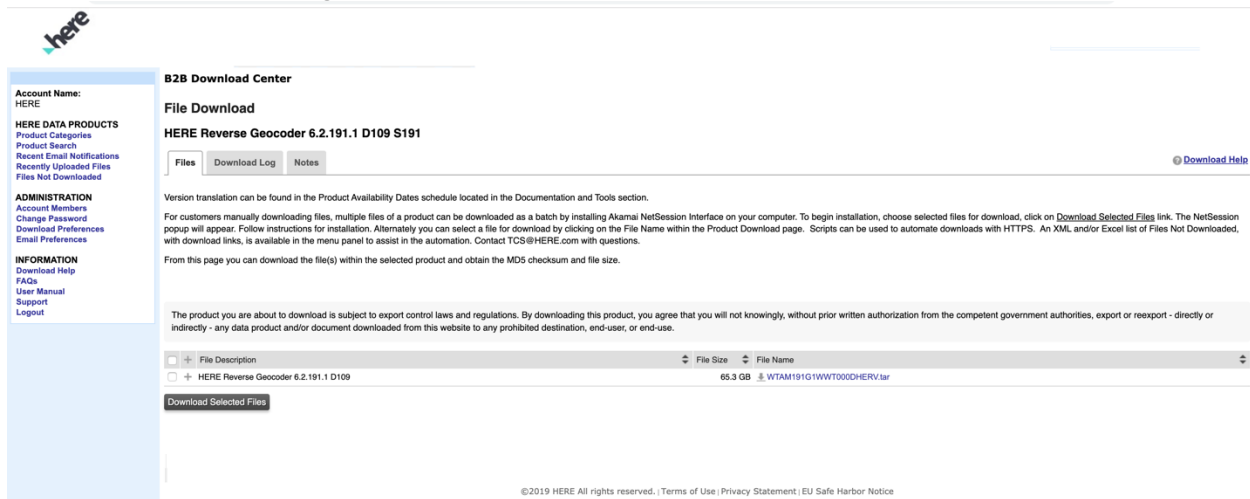 here
Account Name:
HERE
HERE DATA PRODUCTS
Product Categories
Product Search
Recent Email Notifications
Recently Uploaded Files
Files Not Downloaded
ADMINISTRATION
Account Members
Change Password
Download Preferences
Email Preferences
INFORMATION
Download Help
FAQs
User Manual
Support
Logout
B2B Download Center
File Download
HERE Reverse Geocoder 6.2.191.1 D109 S191
Files Download Log Notes
Download Help
Version translation can be found in the Product Availability Dates schedule located in the Documentation and Tools section.
For customers manually downloading files, multiple files of a product can be downloaded as a batch by installing Akamai NetSession Interface on your computer. To begin installation, choose selected files for download, click on Download Selected Files link. The NetSession
popup will appear. Follow instructions for installation. Alternately you can select a file for download by clicking on the File Name within the Product Download page. Scripts can be used to automate downloads with HTTPS. An XML and/or Excel list of Files Not Downloaded,
with download links, is available in the menu panel to assist in the automation. Contact TCS@HERE.com with questions.
From this page you can download the file(s) within the selected product and obtain the MD5 checksum and file size.
The product you are about to download is subject to export control laws and regulations. By downloading this product, you agree that you will not knowingly, without prior written authorization from the competent government authorities, export or reexport - directly or
indirectly - any data product and/or document downloaded from this website to any prohibited destination, end-user, or end-use.
File Description File Size File Name
HERE Reverse Geocoder 6.2.191.1 D109 65.3 GB WTAM191G1WWT000DHERV.tar
Download Selected Files
©2019 HERE All rights reserved. | Terms of Use | Privacy Statement | EU Safe Harbor Notice